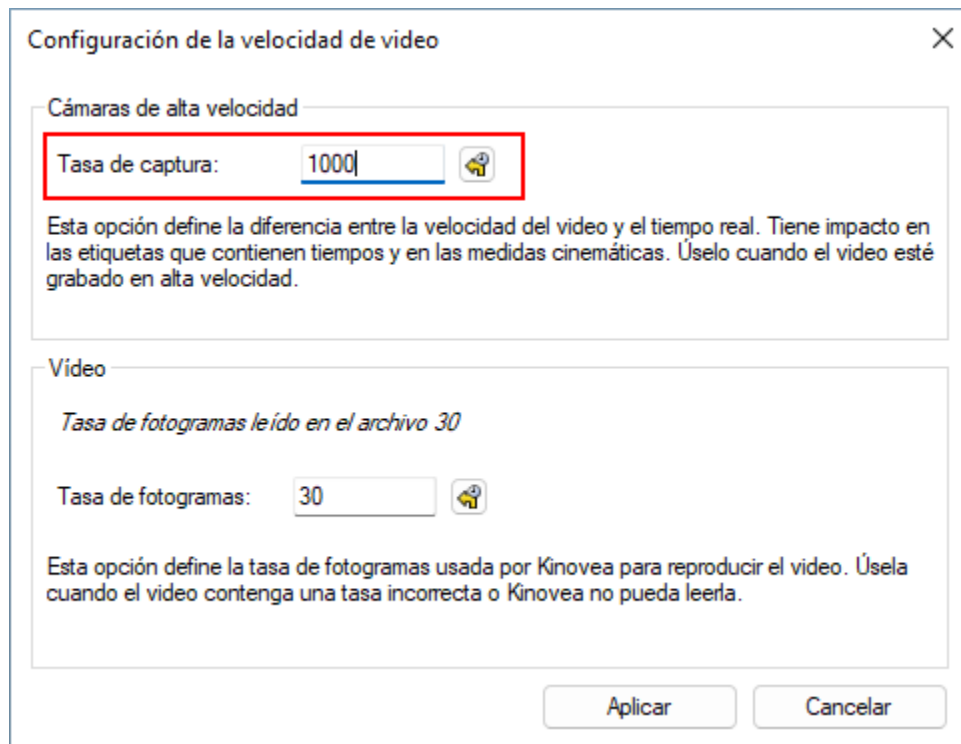 Configuración de la velocidad de video
Cámaras de alta velocidad
Tasa de captura: 1000
Esta opción define la diferencia entre la velocidad del video y el tiempo real. Tiene impacto en
las etiquetas que contienen tiempos y en las medidas cinemáticas. Úselo cuando el video esté
grabado en alta velocidad.
Vídeo
Tasa de fotogramas leído en el archivo 30
Tasa de fotogramas: 30
Esta opción define la tasa de fotogramas usada por Kinovea para reproducir el video. Úsela
cuando el video contenga una tasa incorrecta o Kinovea no pueda leerla.
Aplicar Cancelar